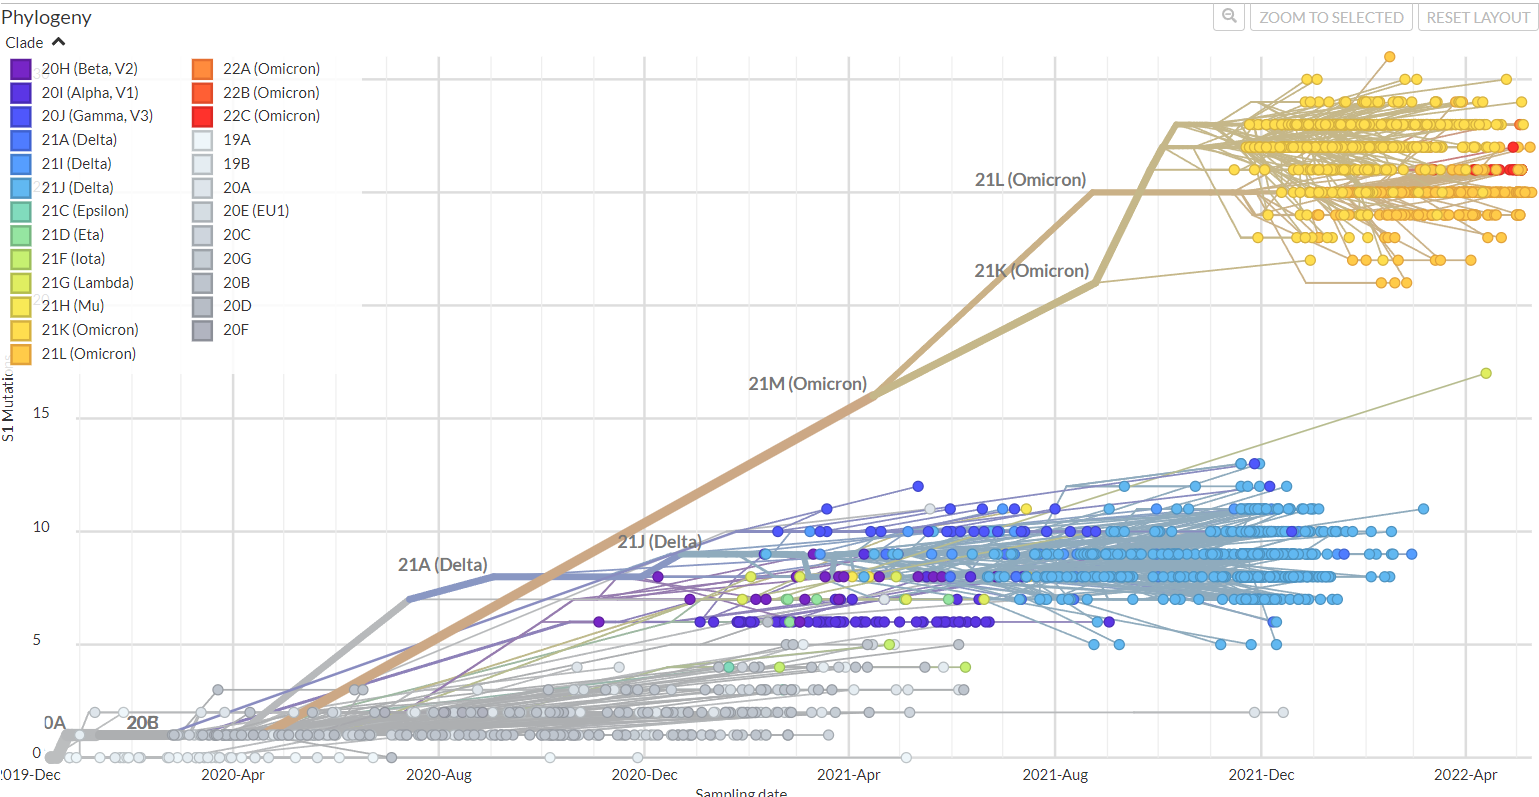 Phylogeny
ZOOM TO SELECTED
RESET LAYOUT
Clade
20H (Beta, V2)
20I (Alpha, V1)
20J (Gamma, V3)
21A (Delta)
21I (Delta)
21J (Delta)
21C (Epsilon)
21D (Eta)
21F (Iota)
21G (Lambda)
21H (Mu)
21K (Omicron)
21L (Omicron)
22A (Omicron)
22B (Omicron)
22C (Omicron)
19A
19B
20A
20E (EU1)
20C
20G
20B
20D
20F
21L (Omicron)
21K (Omicron)
21M (Omicron)
21J (Delta)
21A (Delta)
0A
20B
S1 Mutatio
15
10
5
0
2019-Dec
2020-Apr
2020-Aug
2020-Dec
2021-Apr
2021-Aug
2021-Dec
2022-Apr
Sampling date